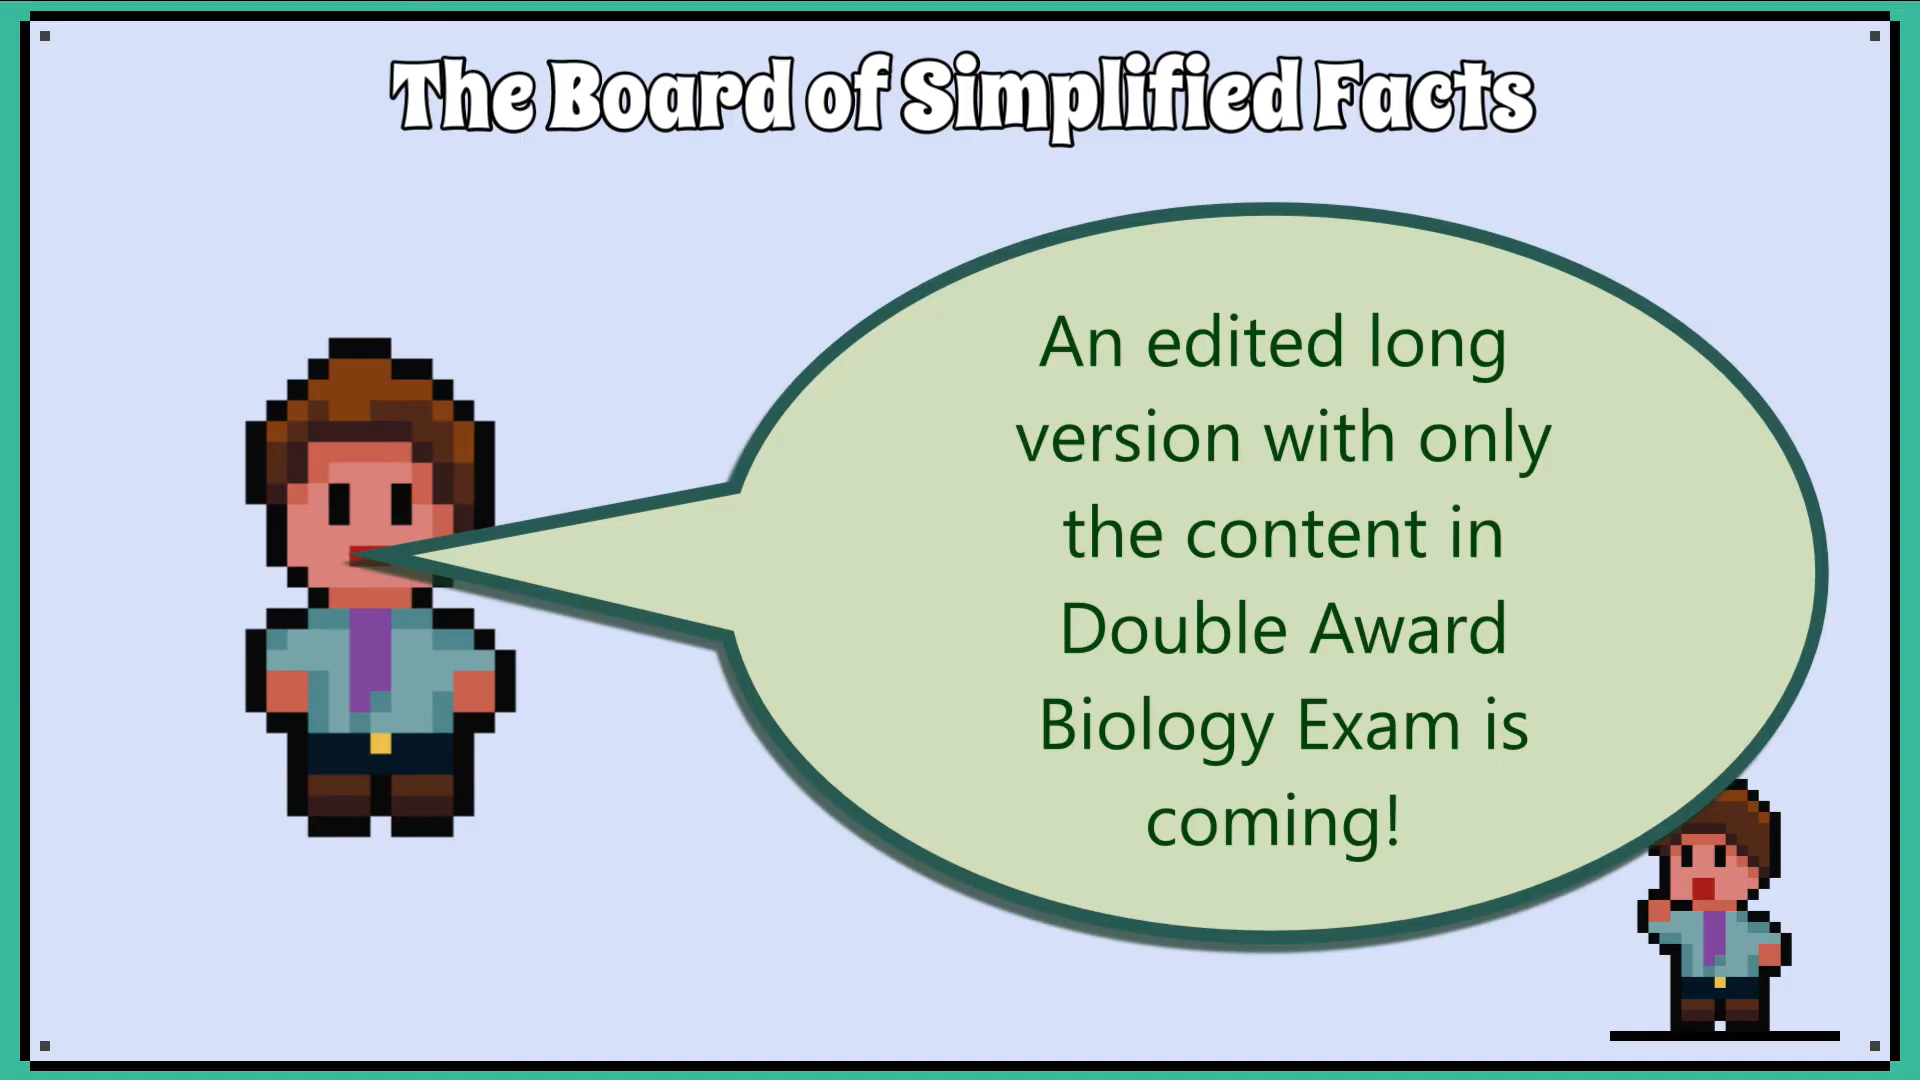 The Board of Simplified Facts
An edited long
version with only
the content in
Double Award
Biology Exam is
coming!